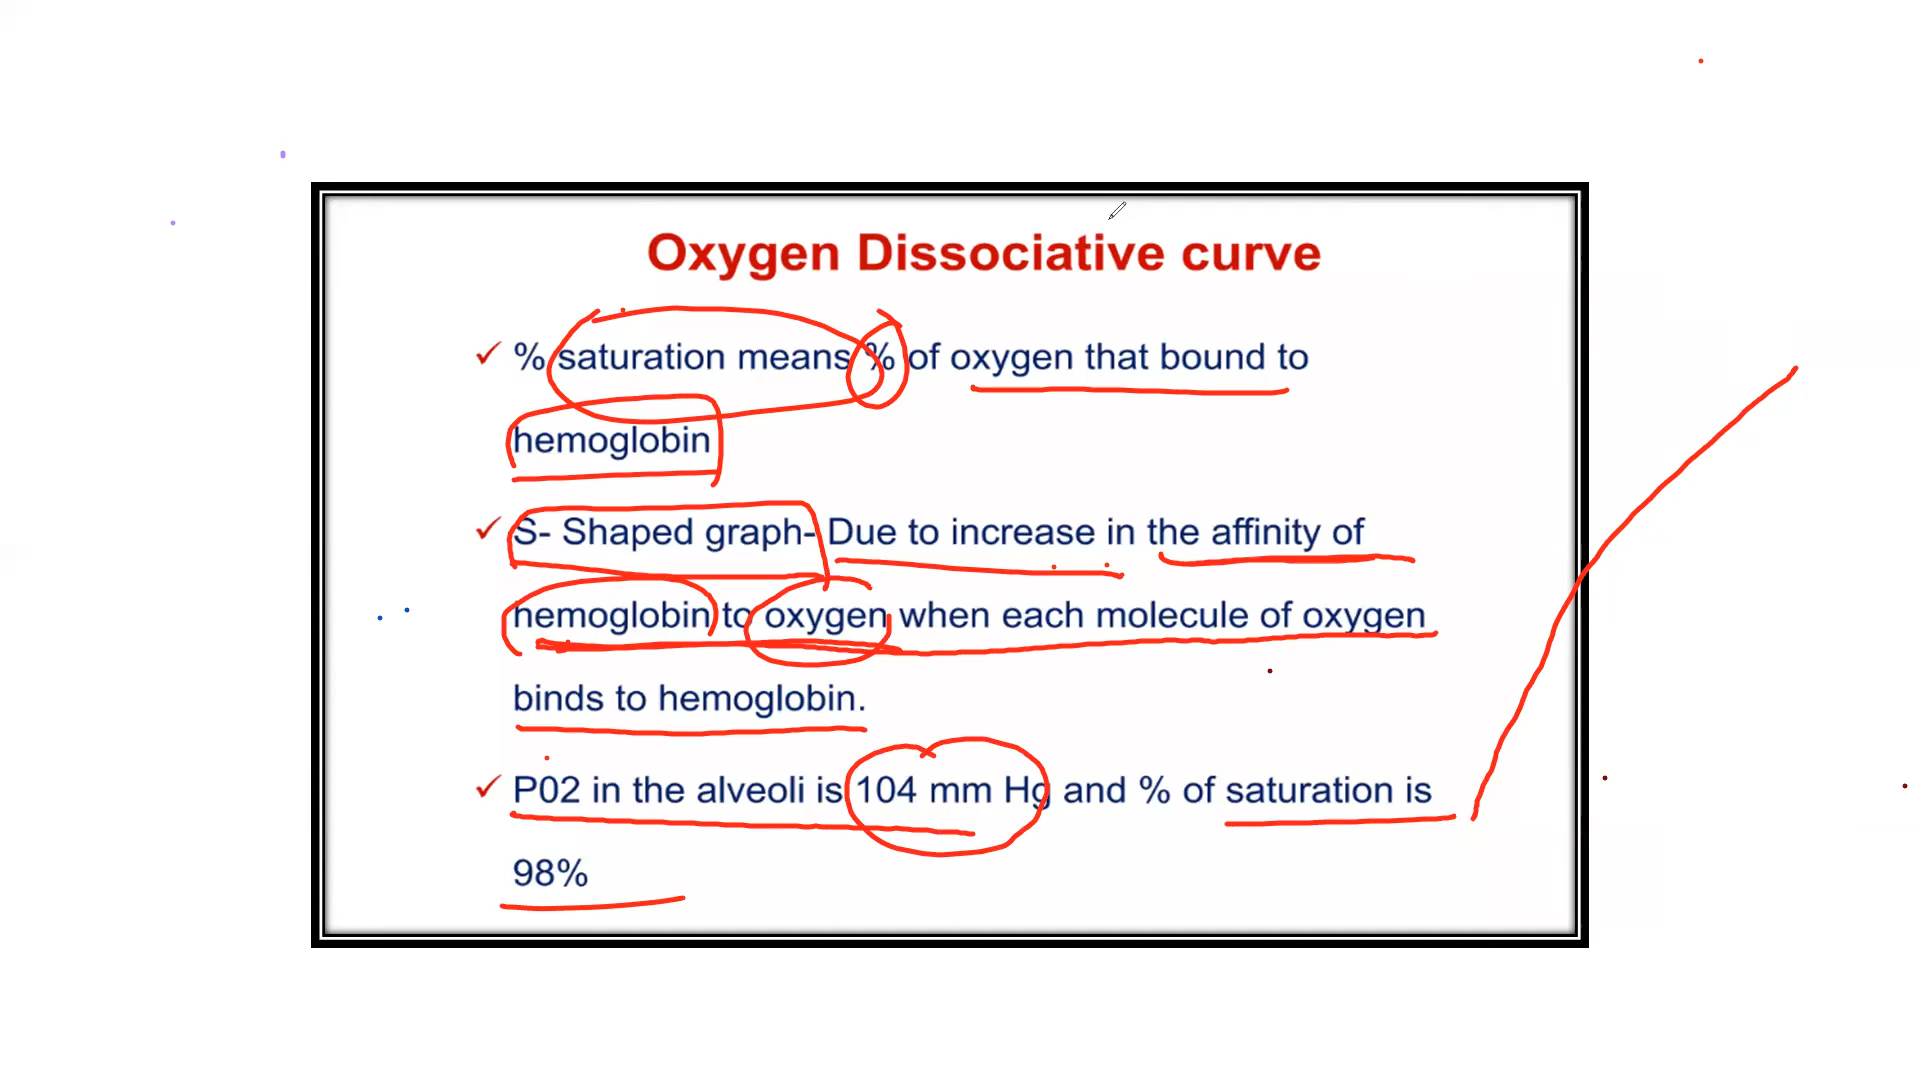 Oxygen Dissociative curve
✓ % saturation means % of oxygen that bound to
hemoglobin
✓ S- Shaped graph- Due to increase in the affinity of
hemoglobin to oxygen when each molecule of oxygen
binds to hemoglobin.
✓ P02 in the alveoli is 104 mm Hg and % of saturation is
98%